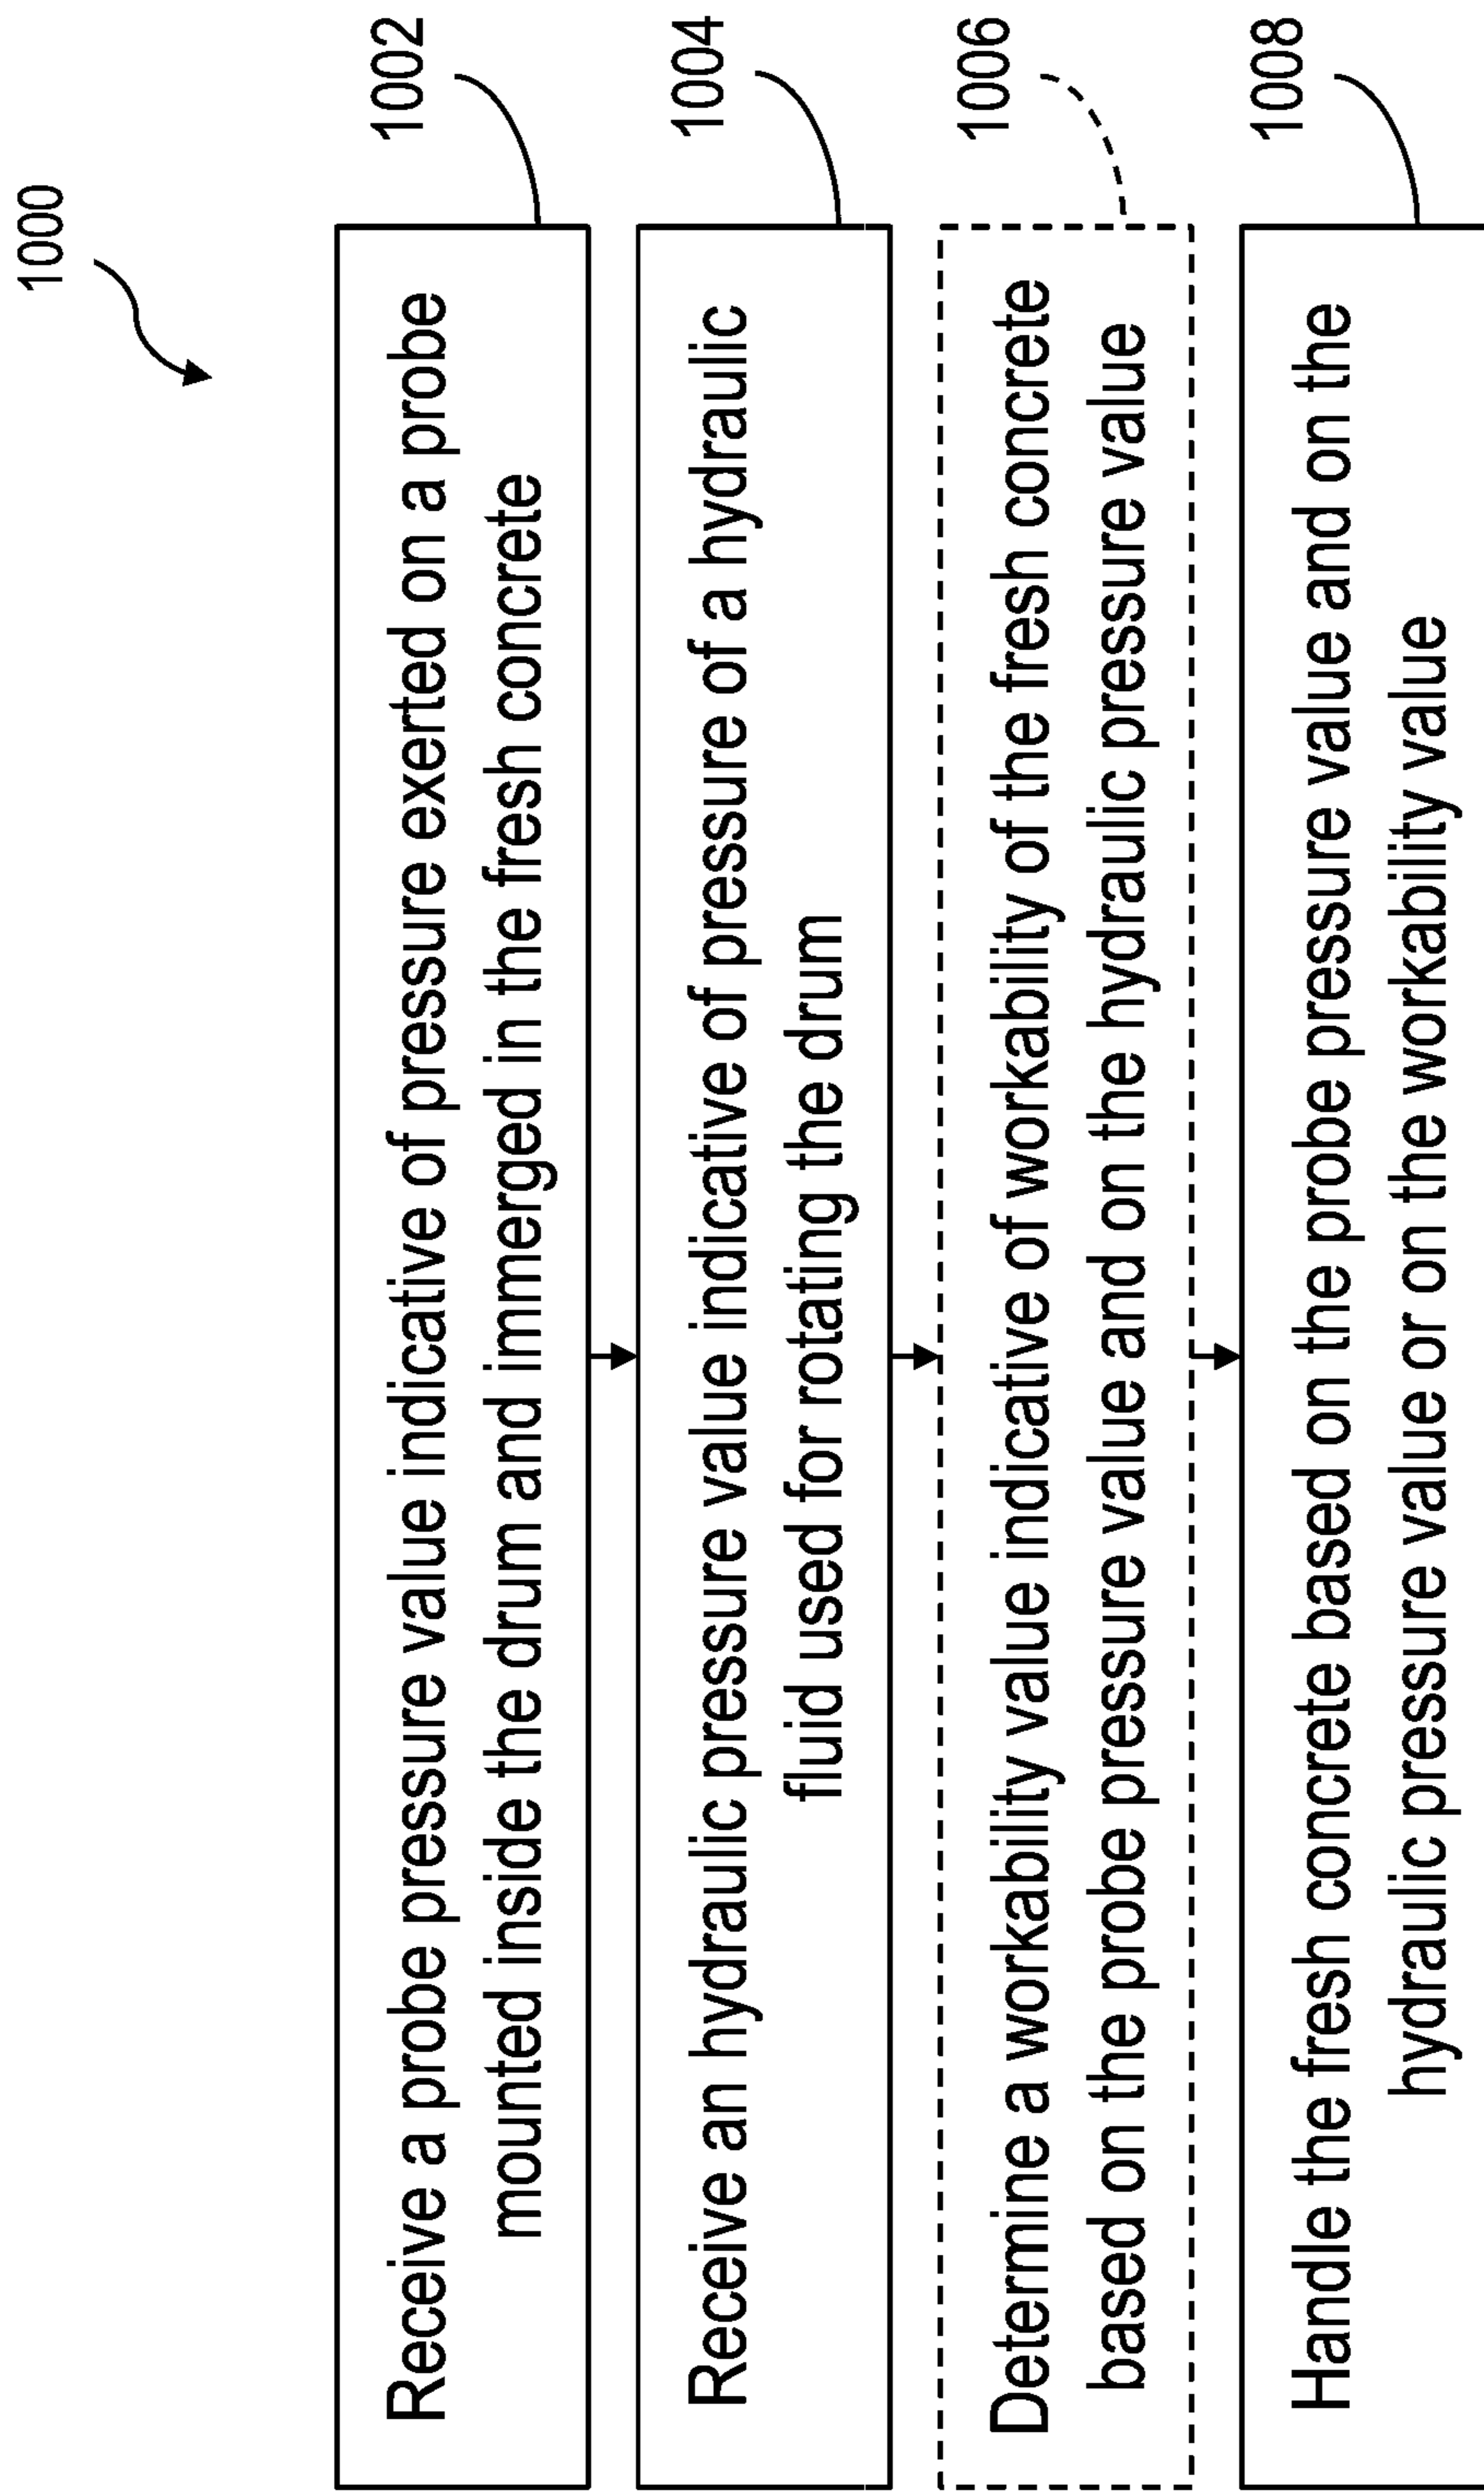 1000
1002
Receive a probe pressure value indicative of pressure exerted on a probe
mounted inside the drum and immerged in the fresh concrete
1004
Receive an hydraulic pressure value indicative of pressure of a hydraulic
fluid used for rotating the drum
1006
Determine a workability value indicative of workability of the fresh concrete
based on the probe pressure value and on the hydraulic pressure value
1008
Handle the fresh concrete based on the probe pressure value and on the
hydraulic pressure value or on the workability value